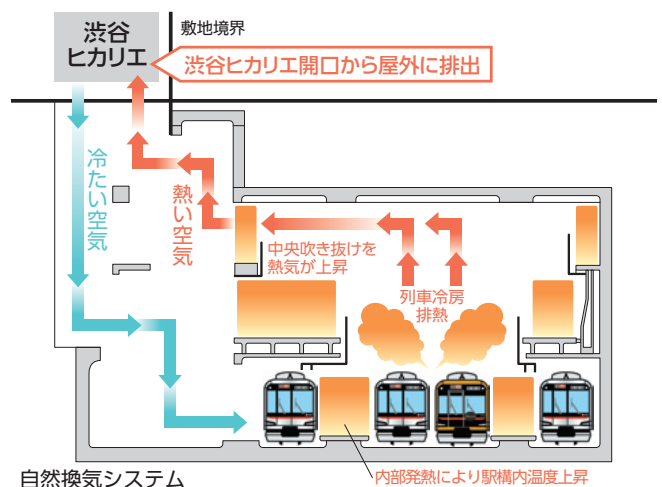 渋谷
ヒカリエ
敷地境界
渋谷ヒカリエ開口から屋外に排出
冷たい空気
熱い空気
中央吹き抜けを
熱気が上昇
列車冷房
排熱
内部発熱により駅構内温度上昇
自然換気システム